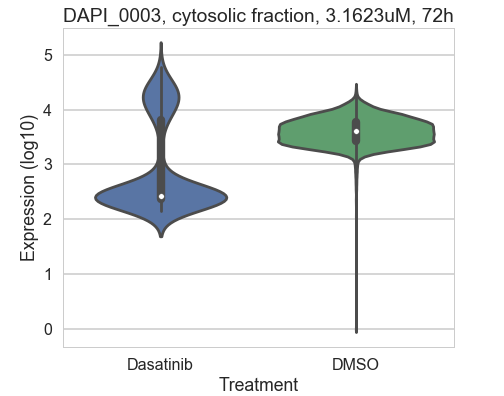 DAPI_0003, cytosolic fraction, 3.1623uM, 72h
5
4
3
2
1
0
Expression (log10)
Dasatinib DMSO
Treatment